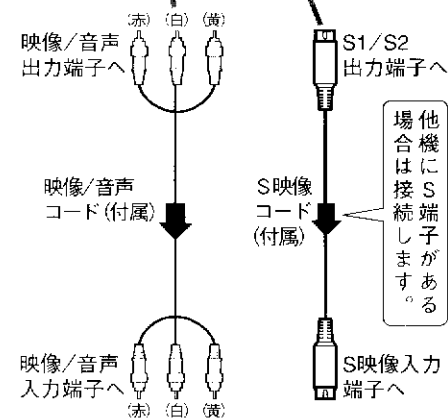 (赤) (白) (黄)
映像/音声
出力端子へ
S1/S2
出力端子へ
他機にS端子がある
場合は接続します。
映像/音声
コード(付属)
S映像
コード
(付属)
映像/音声
入力端子へ
(赤) (白) (黄)
S映像入力
端子へ